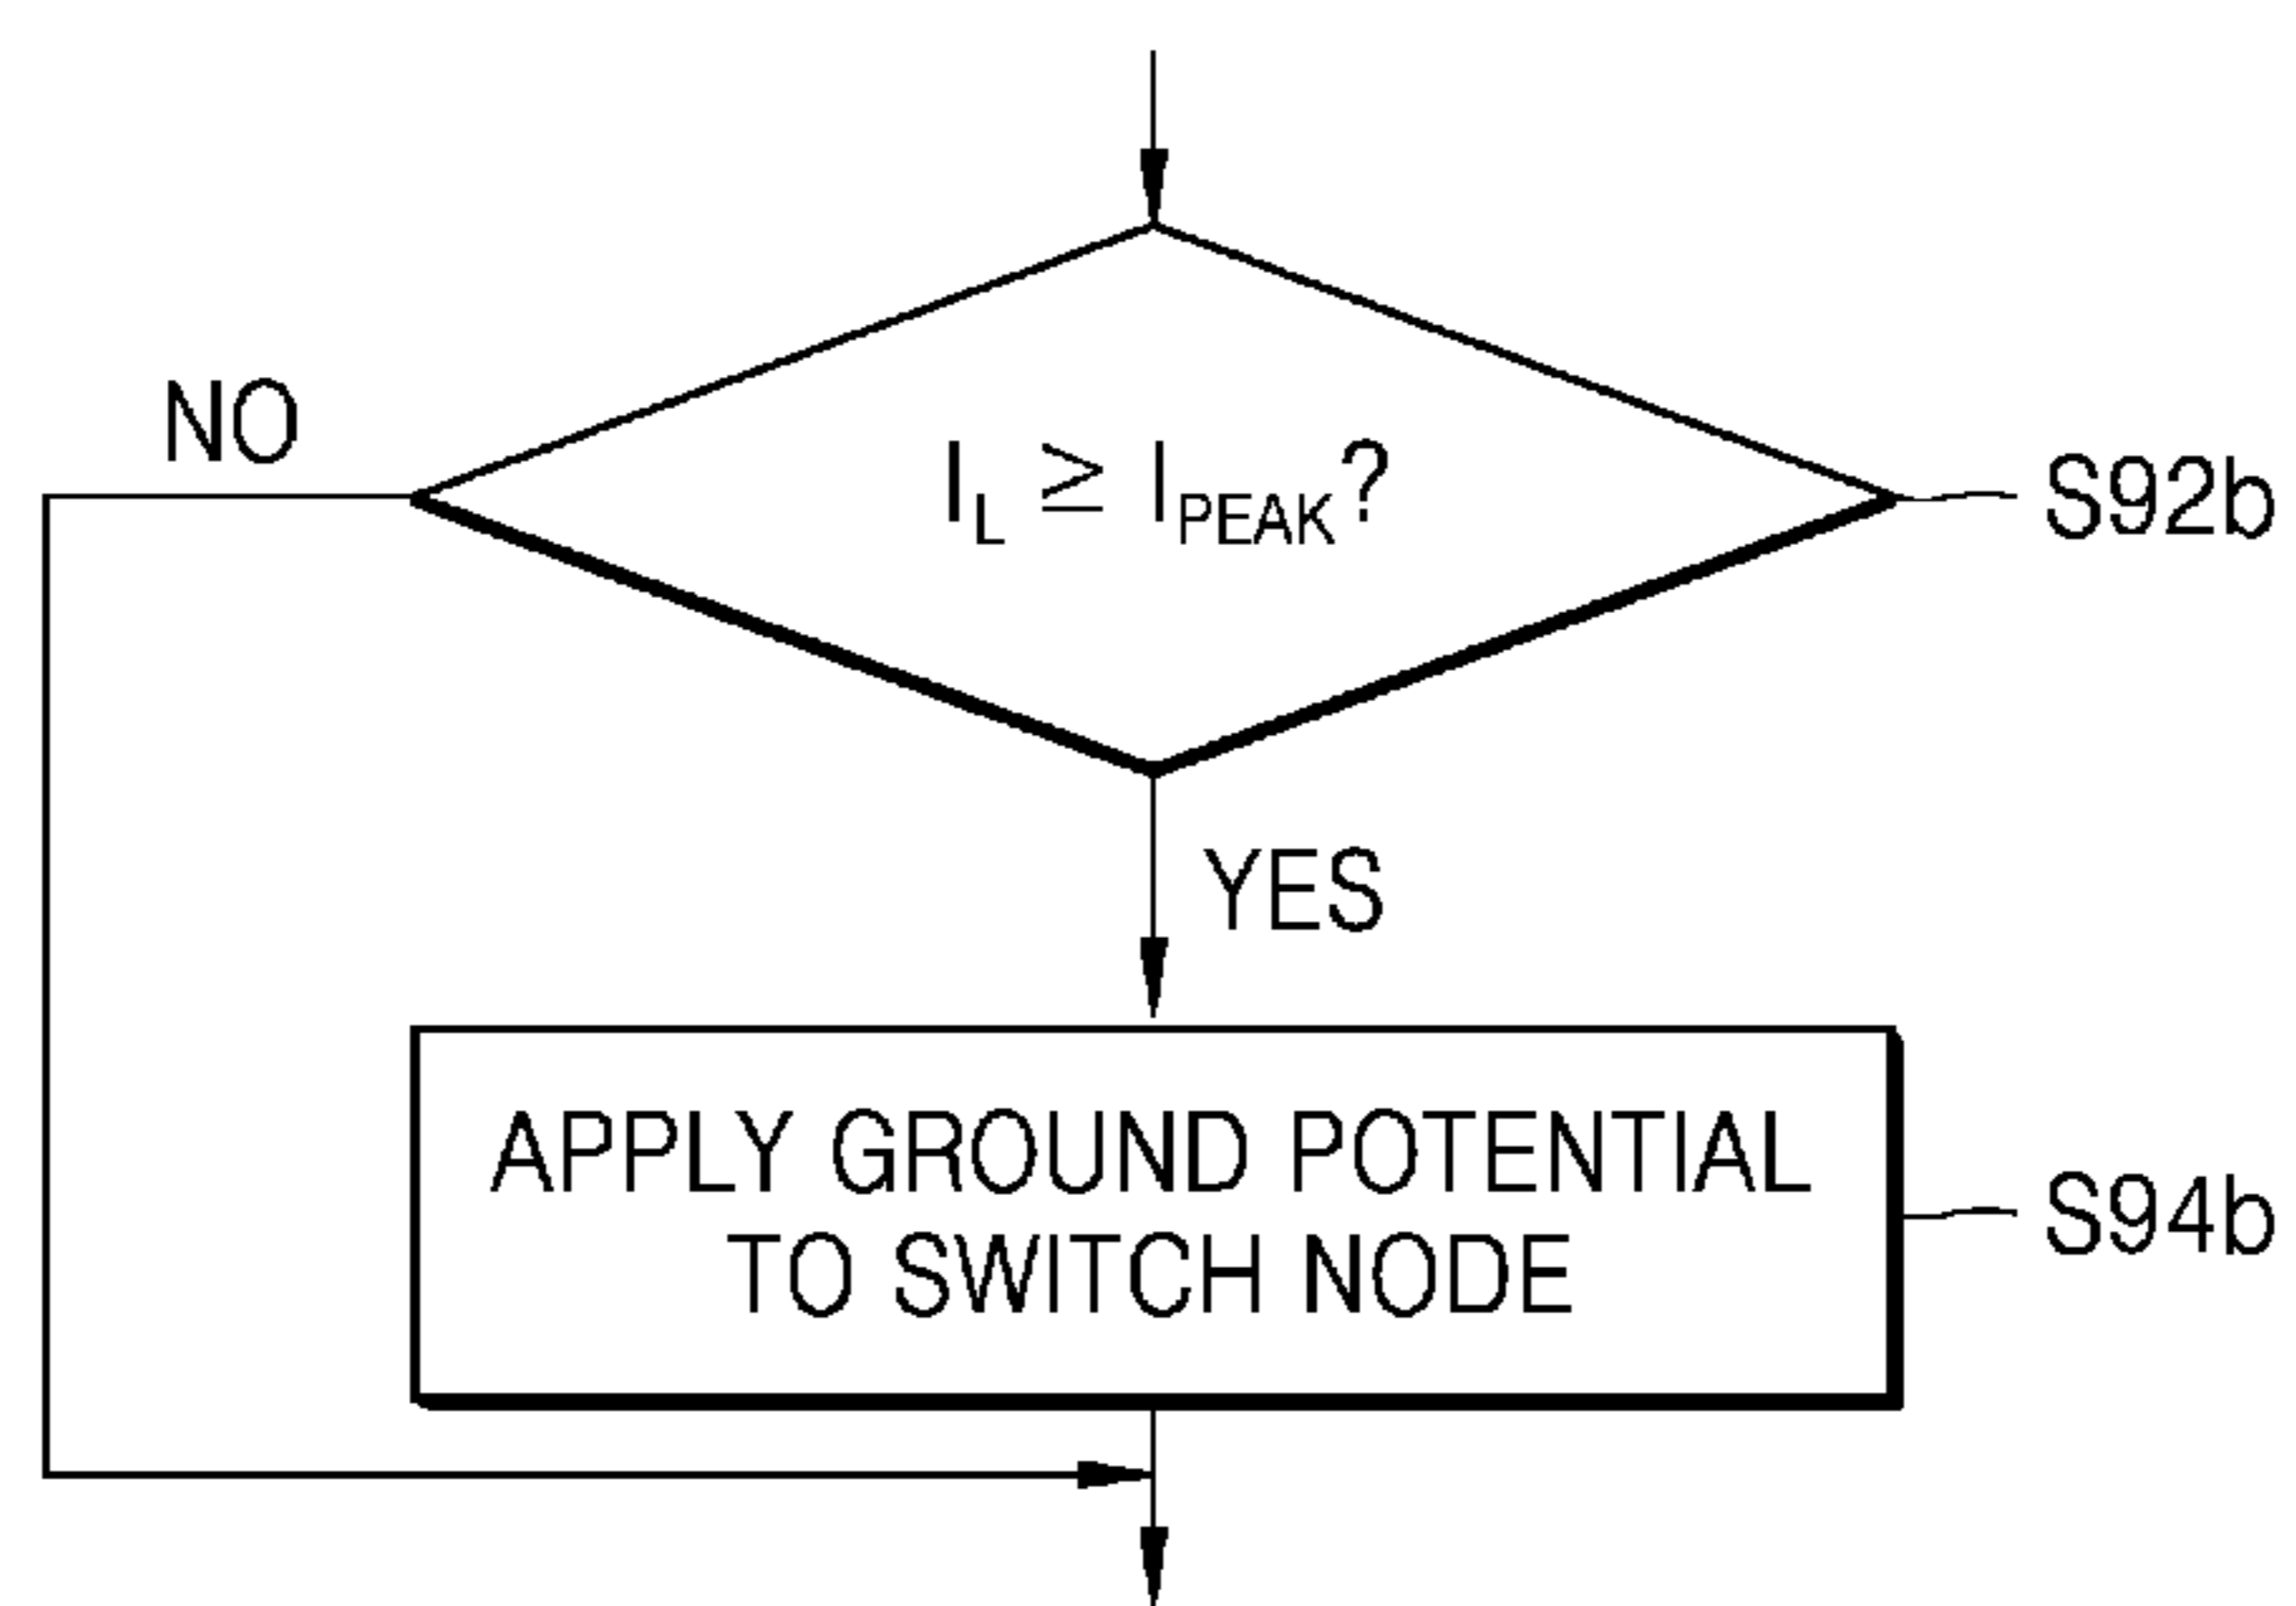 NO
I_L ≥ I_PEAK?
S92b
YES
APPLY GROUND POTENTIAL
TO SWITCH NODE
S94b